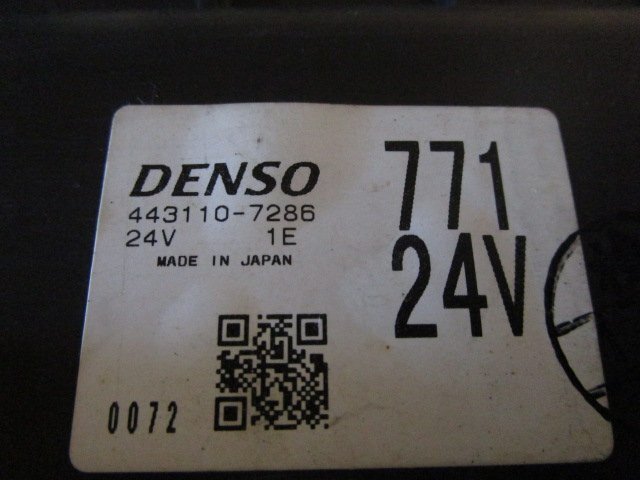 DENSO
443110-7286
24V 1E
MADE IN JAPAN
771
24V
0072